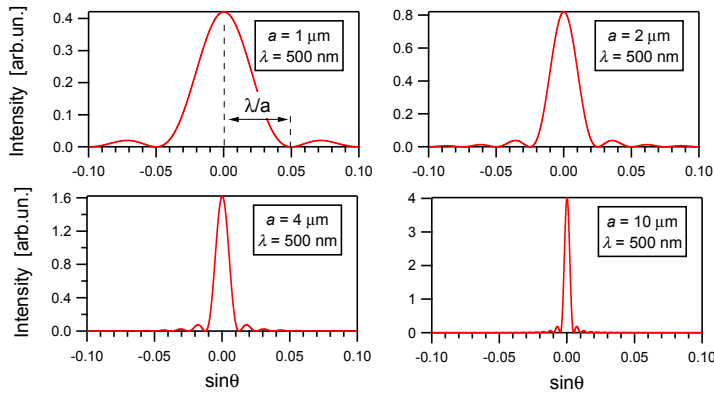 Intensity [arb.un.]
0.4
0.3
0.2
0.1
0.0
a = 1 μm
λ = 500 nm
λ/a
-0.10 -0.05 0.00 0.05 0.10
0.8
0.6
0.4
0.2
0.0
a = 2 μm
λ = 500 nm
-0.10 -0.05 0.00 0.05 0.10
Intensity [arb.un.]
1.6
1.2
0.8
0.4
0.0
a = 4 μm
λ = 500 nm
-0.10 -0.05 0.00 0.05 0.10
sinθ
4
3
2
1
0
a = 10 μm
λ = 500 nm
-0.10 -0.05 0.00 0.05 0.10
sinθ